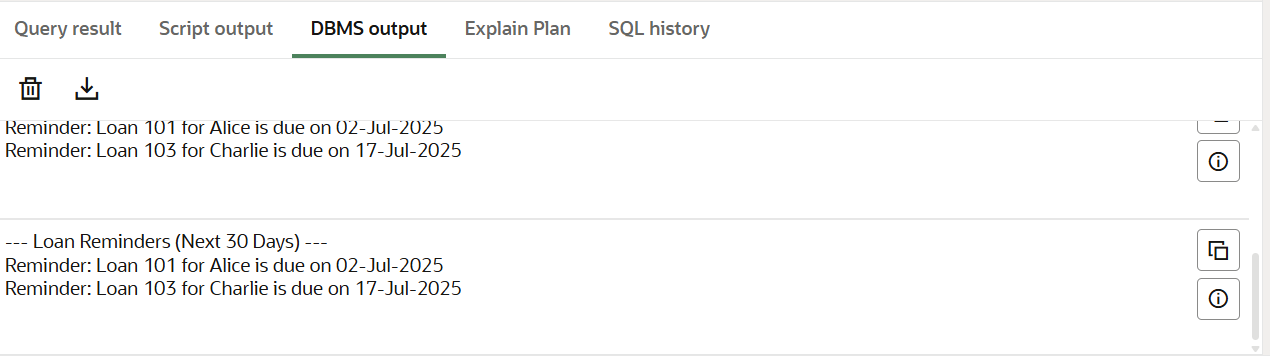 Query result Script output DBMS output Explain Plan SQL history
Reminder: Loan 101 for Alice is due on 02-Jul-2025
Reminder: Loan 103 for Charlie is due on 17-Jul-2025
--- Loan Reminders (Next 30 Days) ---
Reminder: Loan 101 for Alice is due on 02-Jul-2025
Reminder: Loan 103 for Charlie is due on 17-Jul-2025